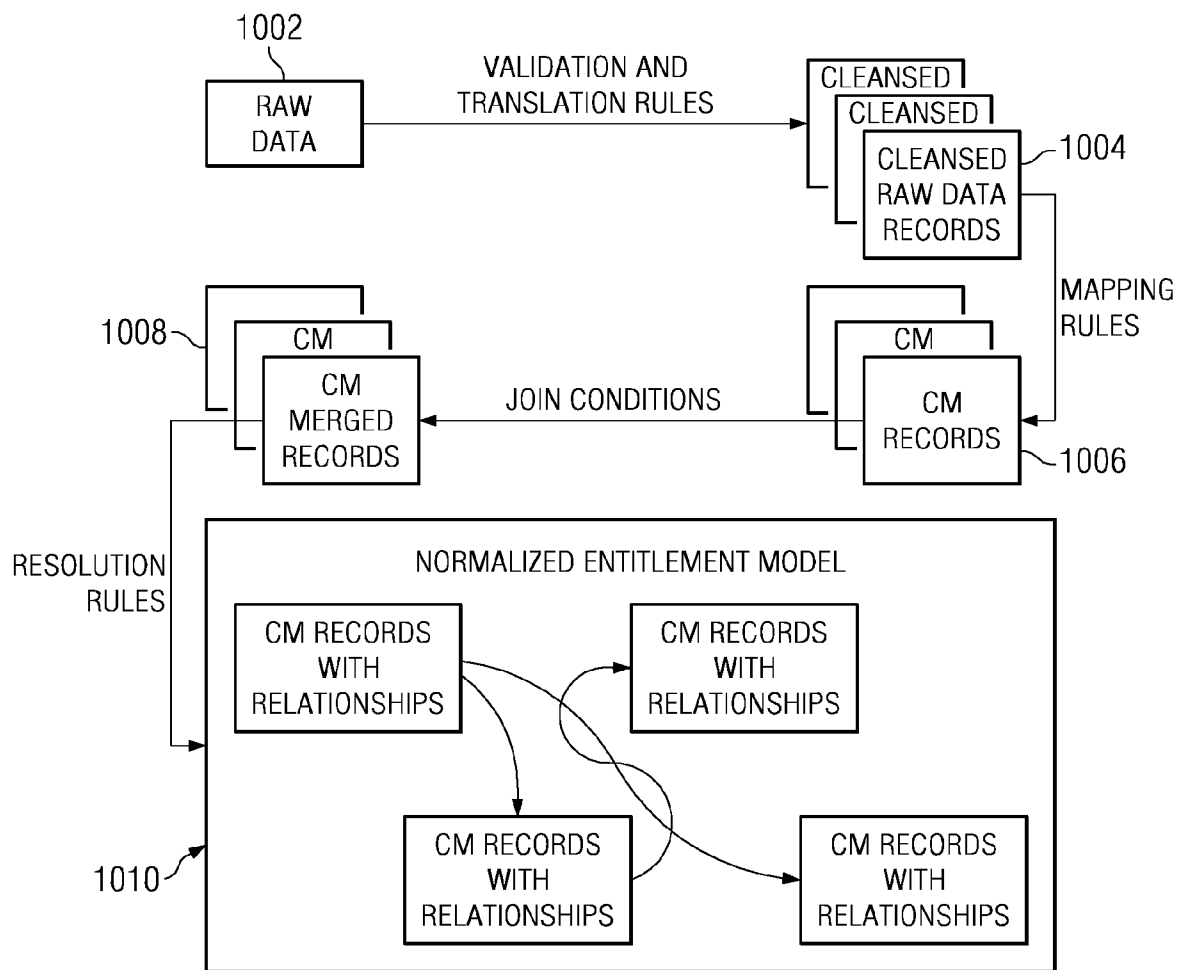 1002
RAW
DATA
VALIDATION AND
TRANSLATION RULES
CLEANSED
CLEANSED
CLEANSED
RAW DATA
RECORDS
1004
MAPPING
RULES
1008
CM
CM
MERGED
RECORDS
JOIN CONDITIONS
CM
CM
RECORDS
1006
RESOLUTION
RULES
NORMALIZED ENTITLEMENT MODEL
CM RECORDS
WITH
RELATIONSHIPS
CM RECORDS
WITH
RELATIONSHIPS
1010
CM RECORDS
WITH
RELATIONSHIPS
CM RECORDS
WITH
RELATIONSHIPS